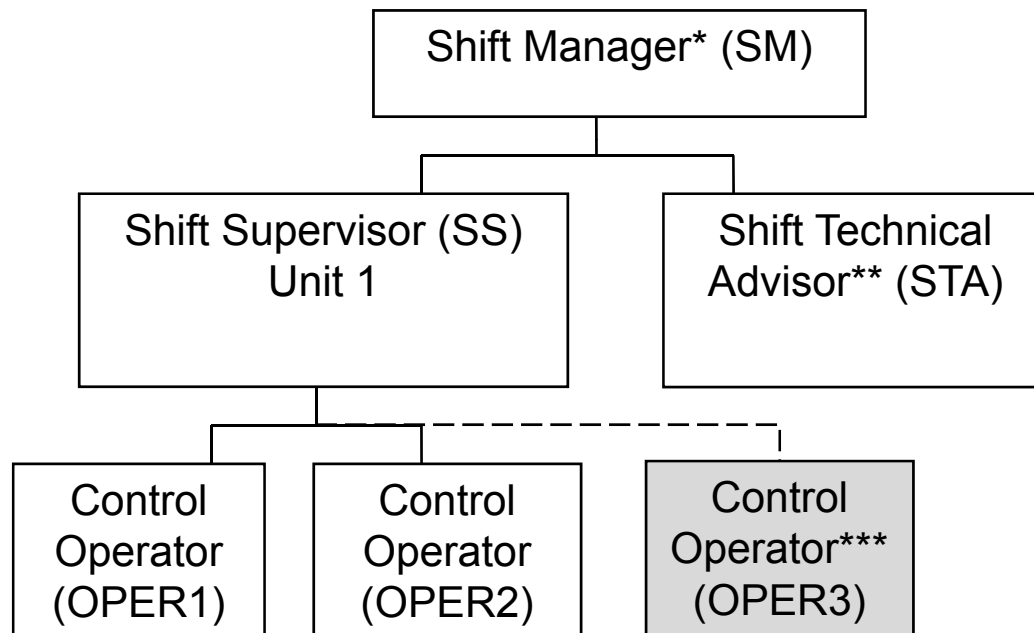 Shift Manager* (SM)
Shift Supervisor (SS)
Unit 1
Shift Technical
Advisor** (STA)
Control
Operator
(OPER1)
Control
Operator
(OPER2)
Control
Operator***
(OPER3)